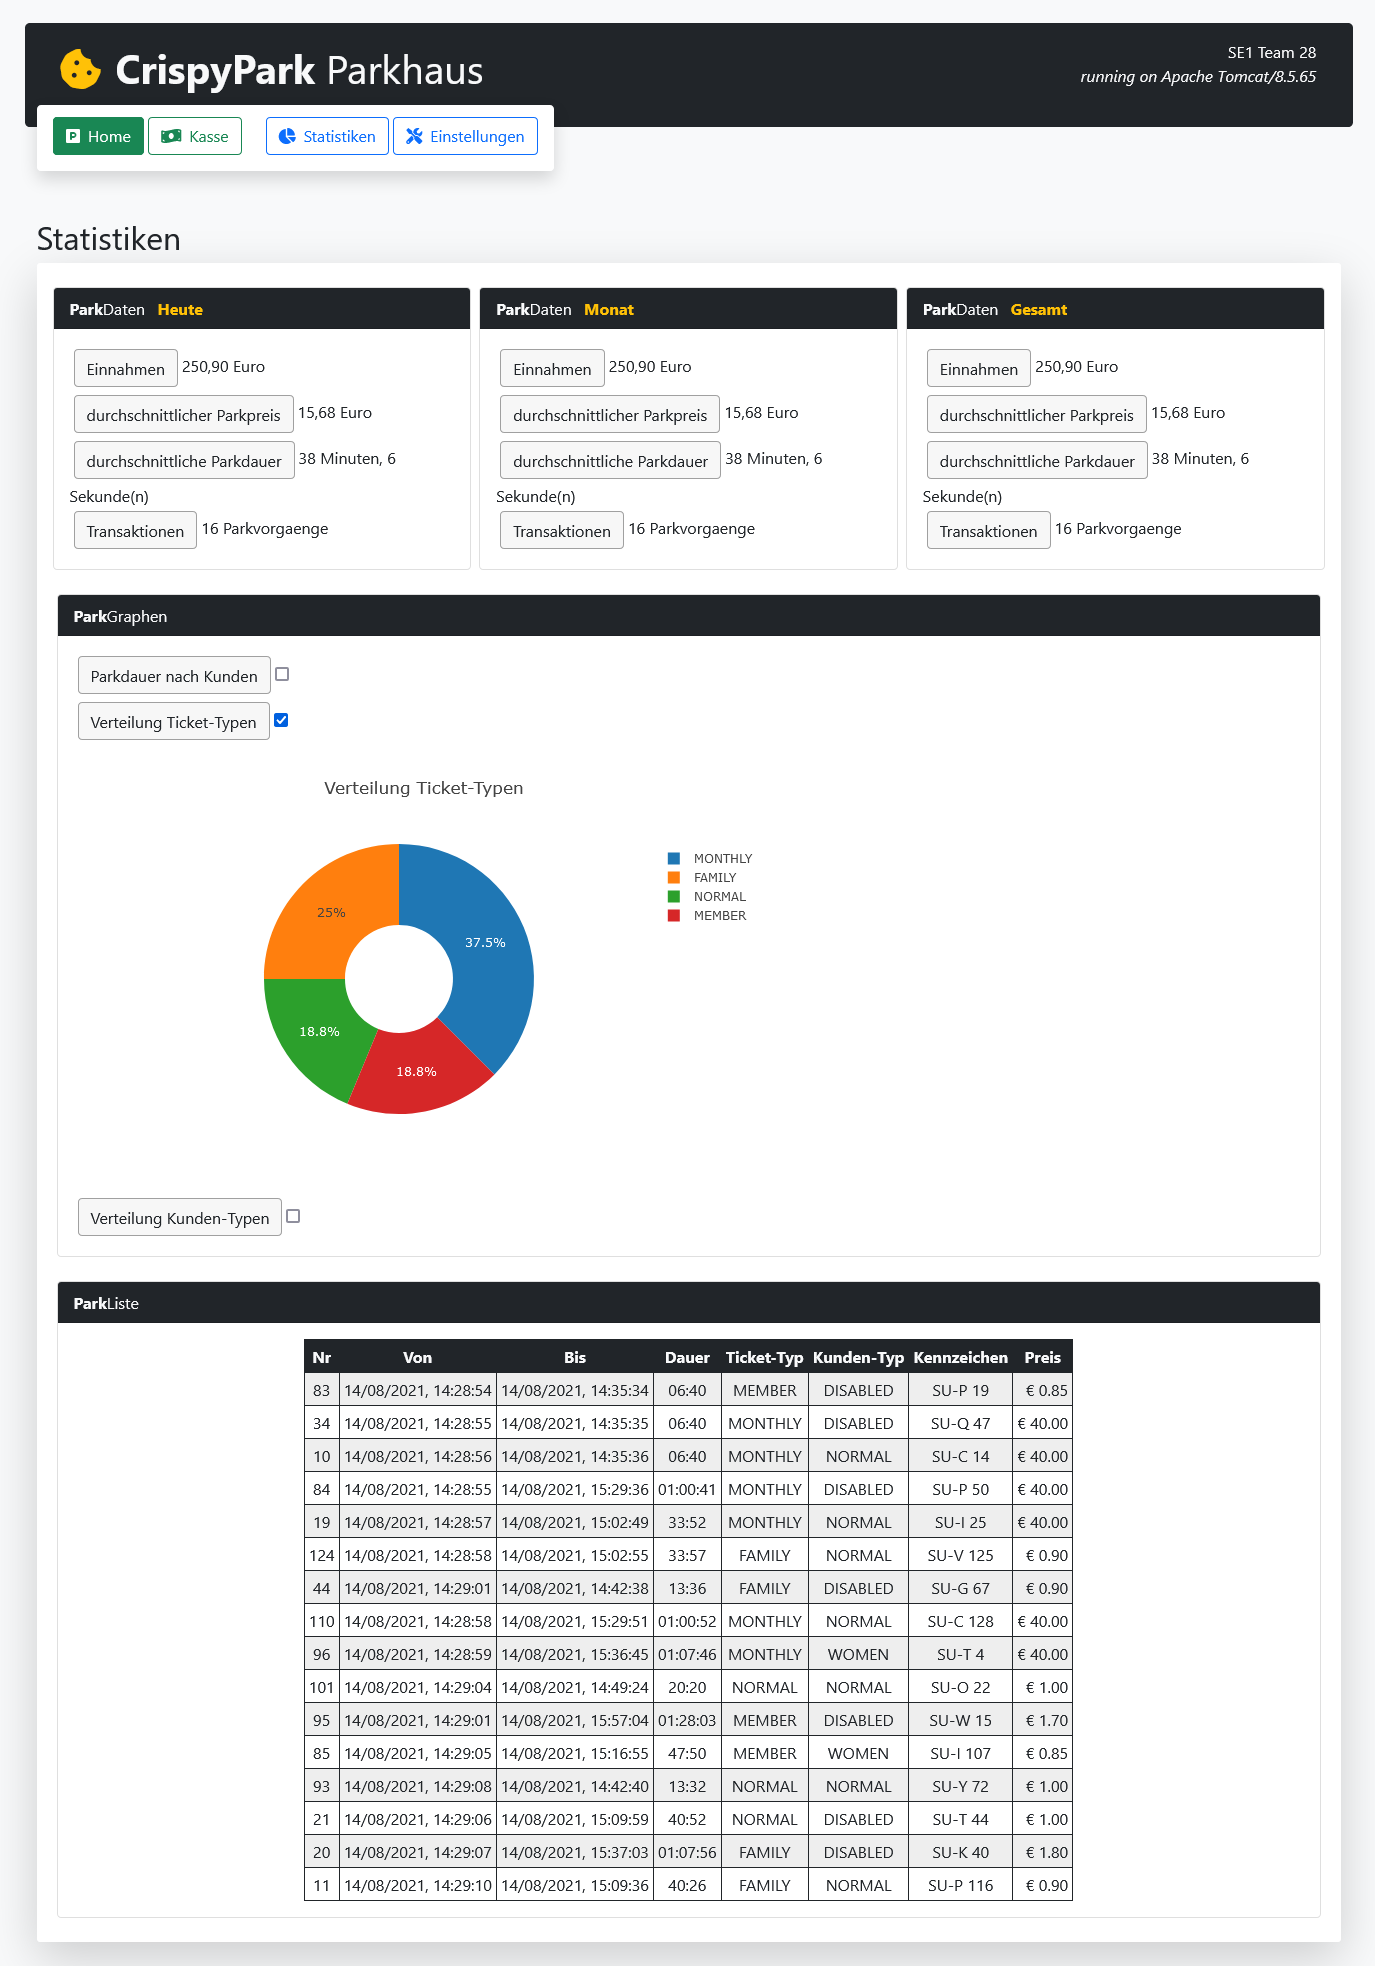 CrispyPark Parkhaus
SE1 Team 28
running on Apache Tomcat/8.5.65
Home Kasse Statistiken Einstellungen
Statistiken
ParkDaten Heute
Einnahmen 250,90 Euro
durchschnittlicher Parkpreis 15,68 Euro
durchschnittliche Parkdauer 38 Minuten, 6
Sekunde(n)
Transaktionen 16 Parkvorgaenge
ParkDaten Monat
Einnahmen 250,90 Euro
durchschnittlicher Parkpreis 15,68 Euro
durchschnittliche Parkdauer 38 Minuten, 6
Sekunde(n)
Transaktionen 16 Parkvorgaenge
ParkDaten Gesamt
Einnahmen 250,90 Euro
durchschnittlicher Parkpreis 15,68 Euro
durchschnittliche Parkdauer 38 Minuten, 6
Sekunde(n)
Transaktionen 16 Parkvorgaenge
ParkGraphen
Parkdauer nach Kunden
Verteilung Ticket-Typen
Verteilung Ticket-Typen
MONTHLY
FAMILY
NORMAL
MEMBER
25%
37.5%
18.8%
18.8%
Verteilung Kunden-Typen
ParkListe
Nr Von Bis Dauer Ticket-Typ Kunden-Typ Kennzeichen Preis
83 14/08/2021, 14:28:54 14/08/2021, 14:35:34 06:40 MEMBER DISABLED SU-P 19 € 0.85
34 14/08/2021, 14:28:55 14/08/2021, 14:35:35 06:40 MONTHLY DISABLED SU-Q 47 € 40.00
10 14/08/2021, 14:28:56 14/08/2021, 14:35:36 06:40 MONTHLY NORMAL SU-C 14 € 40.00
84 14/08/2021, 14:28:55 14/08/2021, 15:29:36 01:00:41 MONTHLY DISABLED SU-P 50 € 40.00
19 14/08/2021, 14:28:57 14/08/2021, 15:02:49 33:52 MONTHLY NORMAL SU-I 25 € 40.00
124 14/08/2021, 14:28:58 14/08/2021, 15:02:55 33:57 FAMILY NORMAL SU-V 125 € 0.90
44 14/08/2021, 14:29:01 14/08/2021, 14:42:38 13:36 FAMILY DISABLED SU-G 67 € 0.90
110 14/08/2021, 14:28:58 14/08/2021, 15:29:51 01:00:52 MONTHLY NORMAL SU-C 128 € 40.00
96 14/08/2021, 14:28:59 14/08/2021, 15:36:45 01:07:46 MONTHLY WOMEN SU-T 4 € 40.00
101 14/08/2021, 14:29:04 14/08/2021, 14:49:24 20:20 NORMAL NORMAL SU-O 22 € 1.00
95 14/08/2021, 14:29:01 14/08/2021, 15:57:04 01:28:03 MEMBER DISABLED SU-W 15 € 1.70
85 14/08/2021, 14:29:05 14/08/2021, 15:16:55 47:50 MEMBER WOMEN SU-I 107 € 0.85
93 14/08/2021, 14:29:08 14/08/2021, 14:42:40 13:32 NORMAL NORMAL SU-Y 72 € 1.00
21 14/08/2021, 14:29:06 14/08/2021, 15:09:59 40:52 NORMAL DISABLED SU-T 44 € 1.00
20 14/08/2021, 14:29:07 14/08/2021, 15:37:03 01:07:56 FAMILY DISABLED SU-K 40 € 1.80
11 14/08/2021, 14:29:10 14/08/2021, 15:09:36 40:26 FAMILY NORMAL SU-P 116 € 0.90